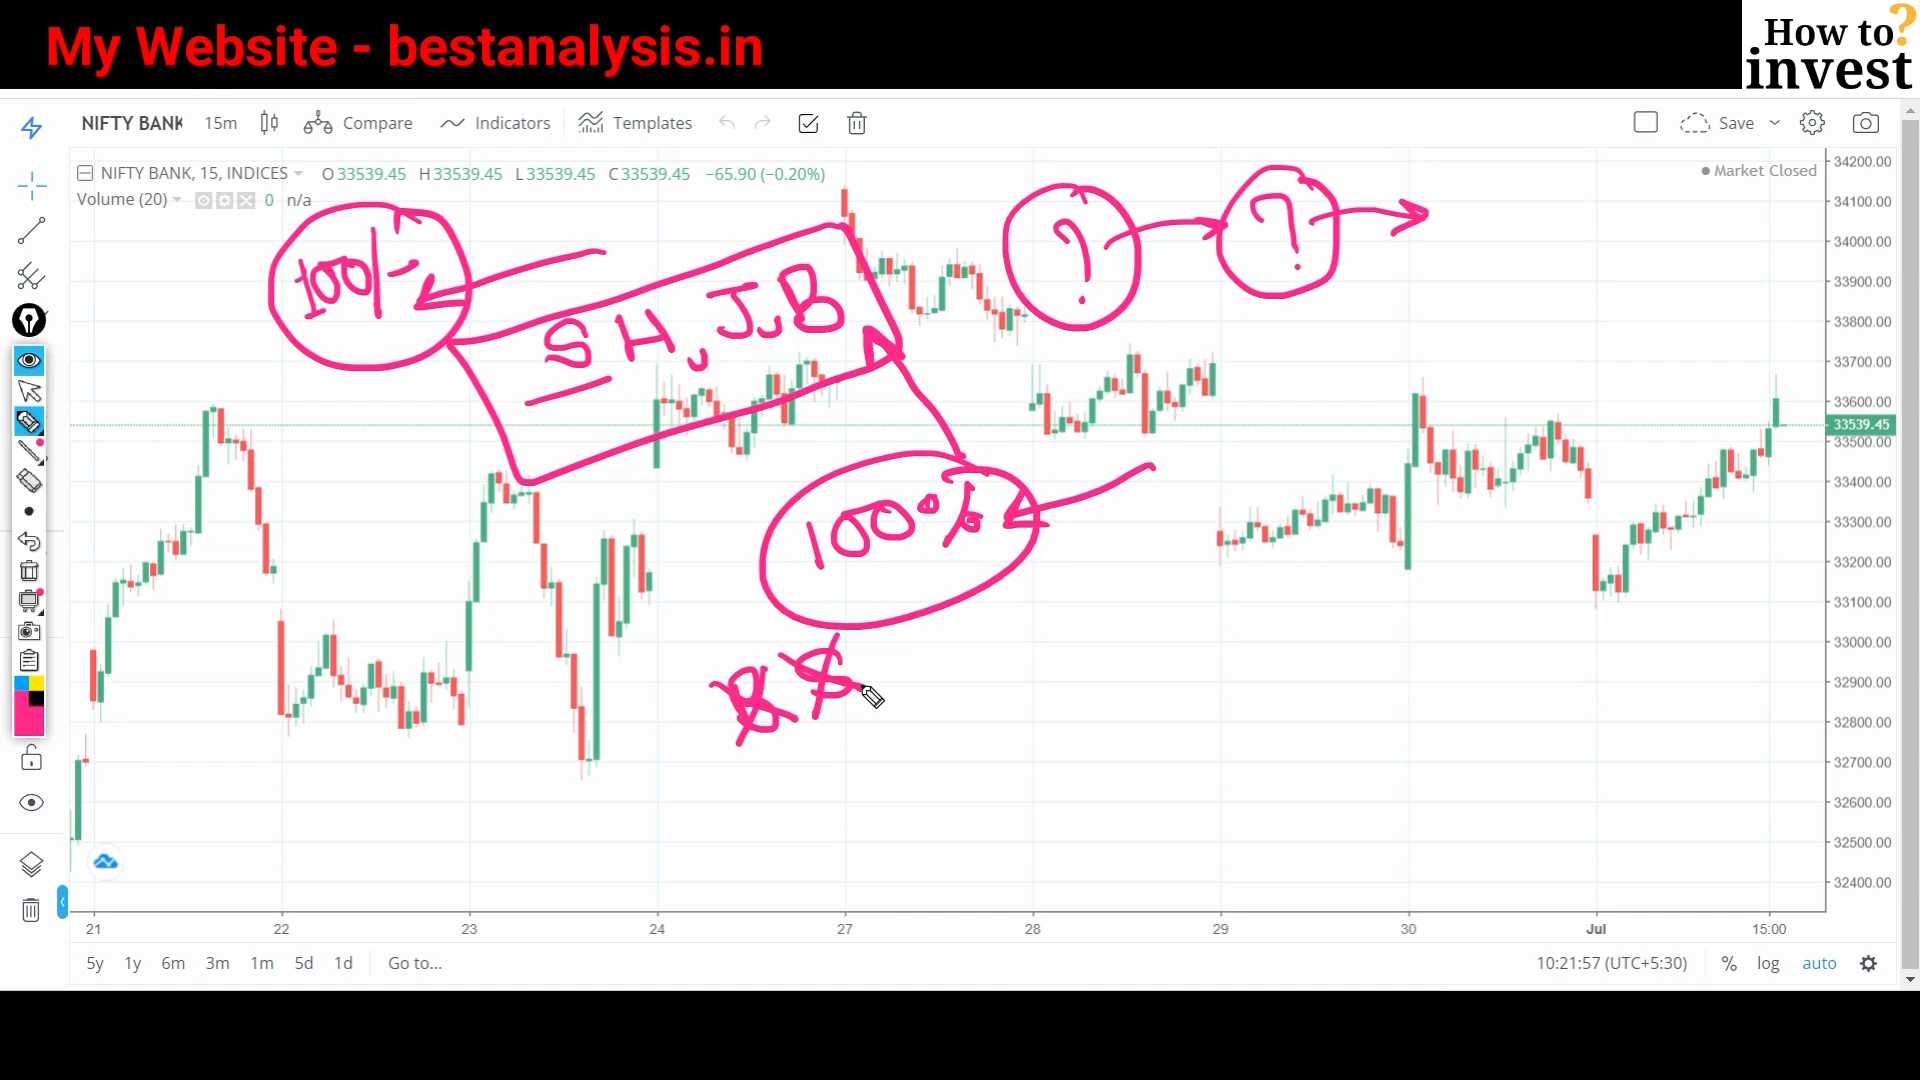 My Website - bestanalysis.in
How to?
invest
NIFTY BANK 15m Compare Indicators Templates Save
NIFTY BANK, 15, INDICES O33539.45 H33539.45 L33539.45 C33539.45 −65.90 (−0.20%)
Market Closed
Volume (20) 0 n/a
100/-
SH, J, B
?
?
100%
34200.00
34100.00
34000.00
33900.00
33800.00
33700.00
33600.00
33539.45
33500.00
33400.00
33300.00
33200.00
33100.00
33000.00
32900.00
32800.00
32700.00
32600.00
32500.00
32400.00
21 22 23 24 27 28 29 30 Jul 15:00
5y 1y 6m 3m 1m 5d 1d Go to... 10:21:57 (UTC+5:30) % log auto